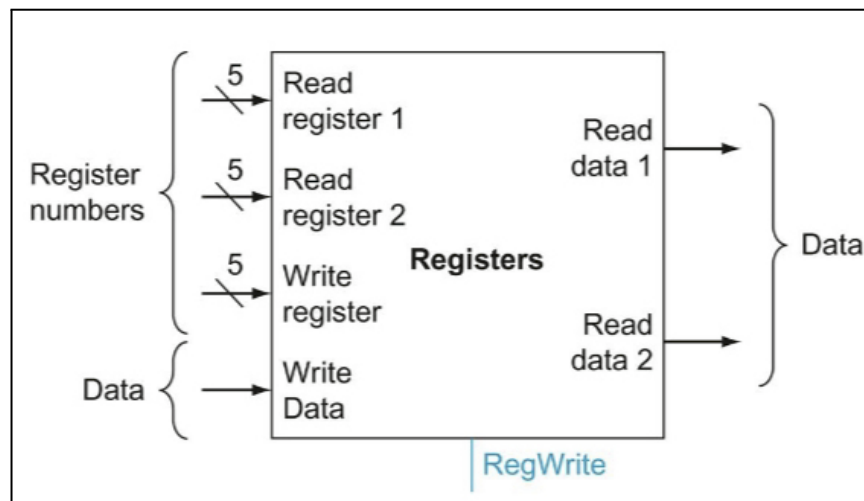 5
Read
register 1
5
Read
register 2
5
Write
register
Write
Data
Register
numbers
Data
Registers
Read
data 1
Read
data 2
Data
RegWrite